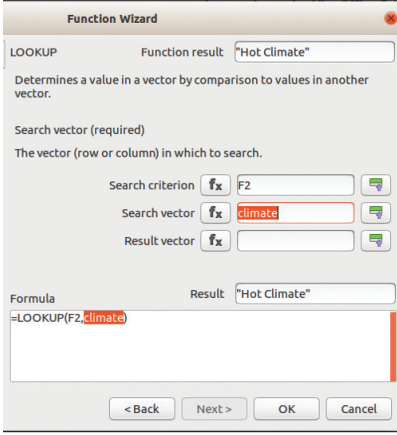 Function Wizard
LOOKUP Function result "Hot Climate"
Determines a value in a vector by comparison to values in another
vector.
Search vector (required)
The vector (row or column) in which to search.
Search criterion fx F2
Search vector fx climate
Result vector fx
Formula Result "Hot Climate"
=LOOKUP(F2,climate)
< Back Next > OK Cancel